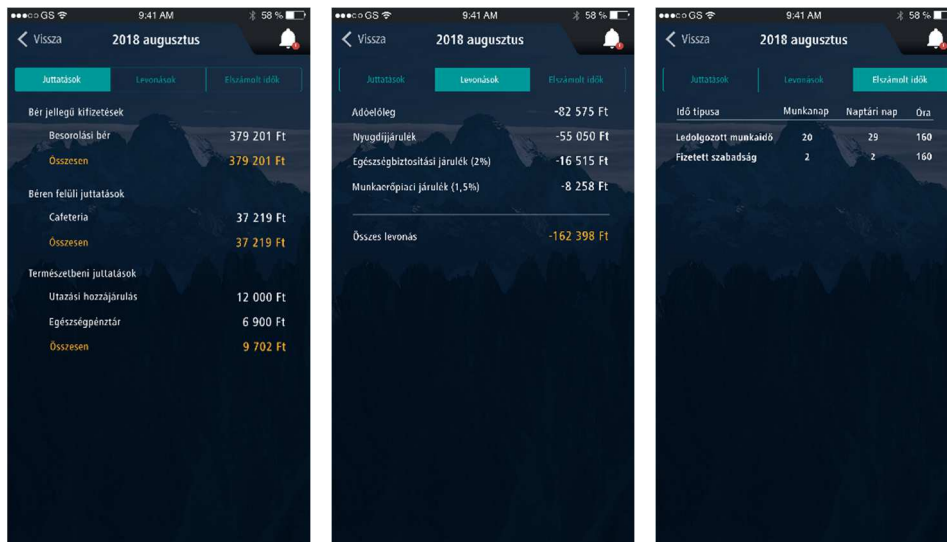 GS 9:41 AM 58 %
Vissza 2018 augusztus
Juttatások Levonások Elszámolt idők
Bér jellegű kifizetések
Besorolási bér 379 201 Ft
Összesen 379 201 Ft
Béren felüli juttatások
Cafeteria 37 219 Ft
Összesen 37 219 Ft
Természetbeni juttatások
Utazási hozzájárulás 12 000 Ft
Egészségpénztár 6 900 Ft
Összesen 9 702 Ft
GS 9:41 AM 58 %
Vissza 2018 augusztus
Juttatások Levonások Elszámolt idők
Adóelőleg -82 575 Ft
Nyugdíjjárulék -55 050 Ft
Egészségbiztosítási járulék (2%) -16 515 Ft
Munkaerőpiaci járulék (1,5%) -8 258 Ft
Összes levonás -162 398 Ft
GS 9:41 AM 58 %
Vissza 2018 augusztus
Juttatások Levonások Elszámolt idők
Idő típusa Munkanap Naptári nap Óra
Ledolgozott munkaidő 20 29 160
Fizetett szabadság 2 2 160